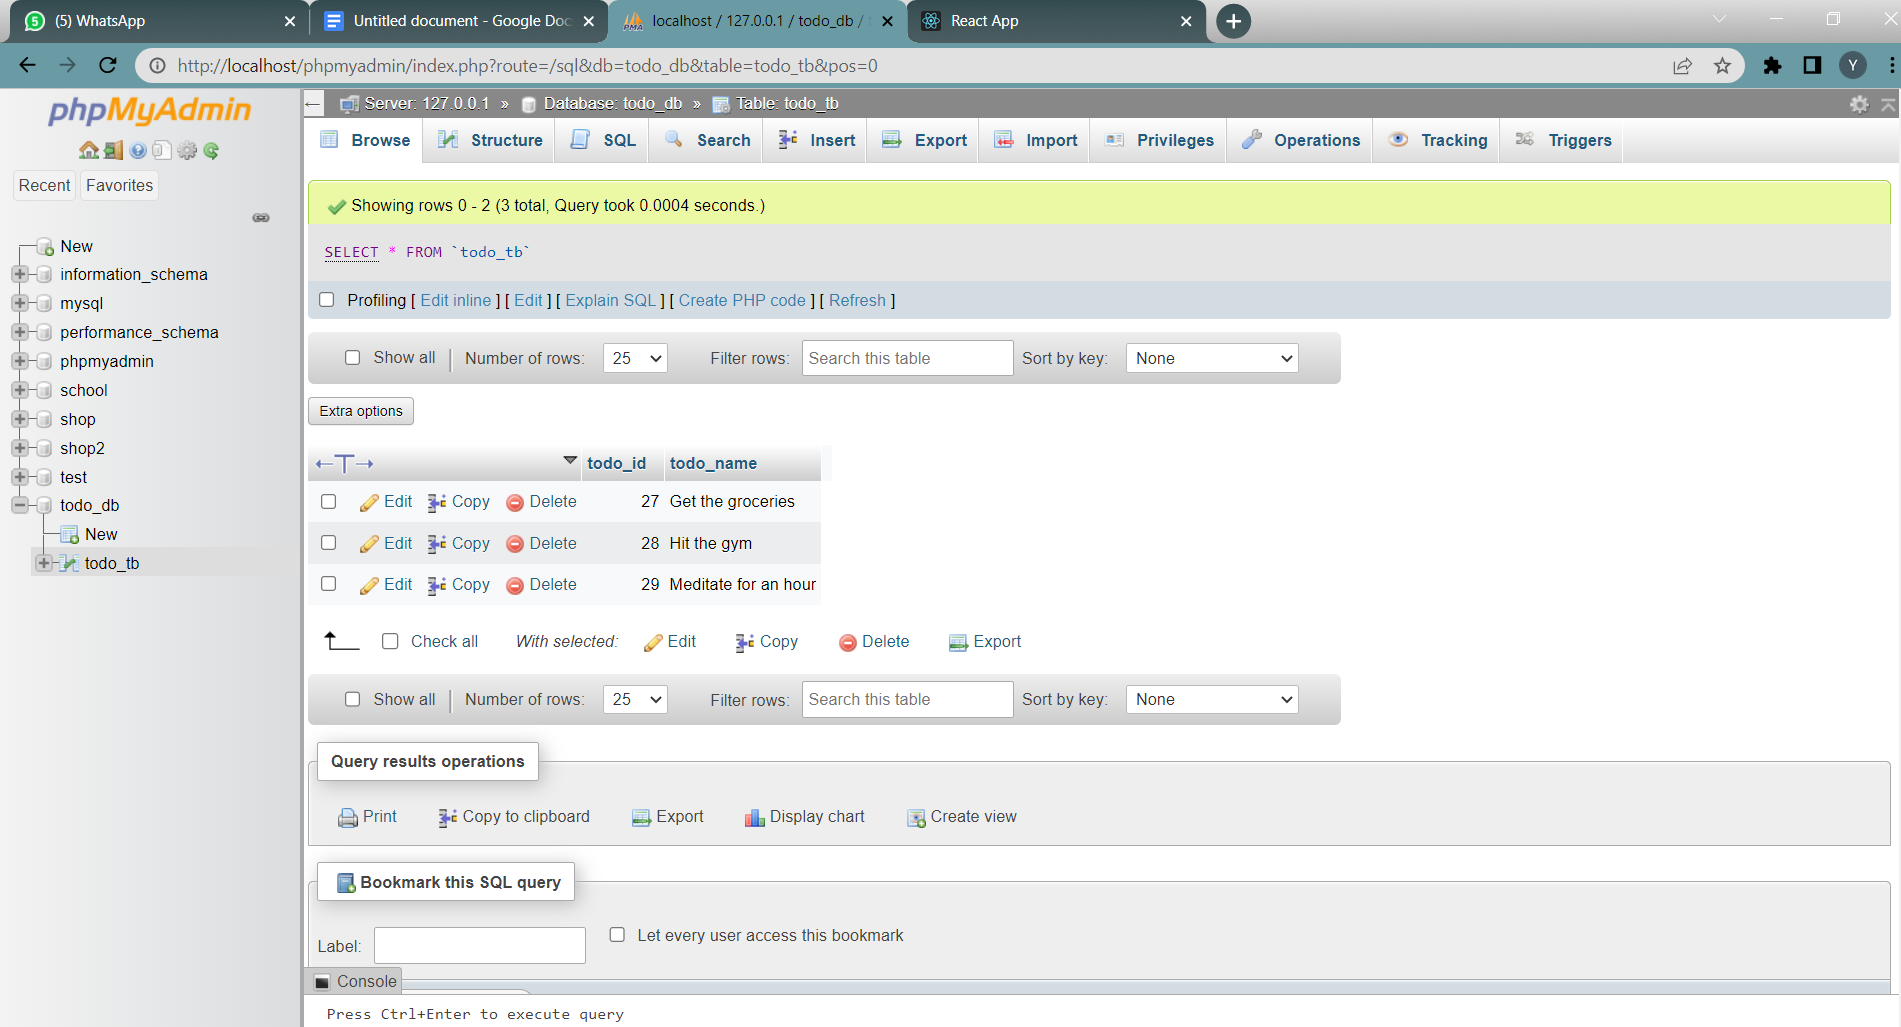 (5) WhatsApp
Untitled document - Google Doc
localhost / 127.0.0.1 / todo_db /
React App
http://localhost/phpmyadmin/index.php?route=/sql&db=todo_db&table=todo_tb&pos=0
Y
phpMyAdmin
Recent Favorites
New
information_schema
mysql
performance_schema
phpmyadmin
school
shop
shop2
test
todo_db
New
todo_tb
Server: 127.0.0.1 » Database: todo_db » Table: todo_tb
Browse Structure SQL Search Insert Export Import Privileges Operations Tracking Triggers
Showing rows 0 - 2 (3 total, Query took 0.0004 seconds.)
SELECT * FROM `todo_tb`
Profiling [ Edit inline ] [ Edit ] [ Explain SQL ] [ Create PHP code ] [ Refresh ]
Show all | Number of rows: 25 Filter rows: Search this table Sort by key: None
Extra options
todo_id todo_name
Edit Copy Delete 27 Get the groceries
Edit Copy Delete 28 Hit the gym
Edit Copy Delete 29 Meditate for an hour
Check all With selected: Edit Copy Delete Export
Show all | Number of rows: 25 Filter rows: Search this table Sort by key: None
Query results operations
Print Copy to clipboard Export Display chart Create view
Bookmark this SQL query
Label: Let every user access this bookmark
Console
Press Ctrl+Enter to execute query